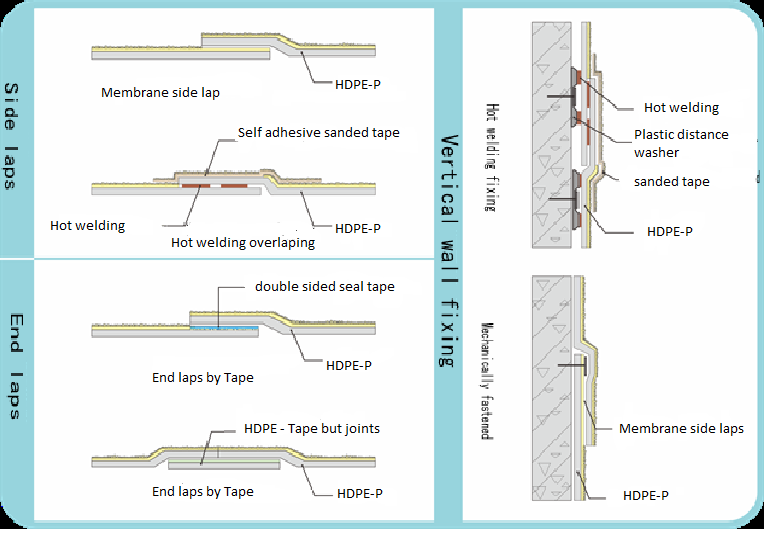 Side laps
HDPE-P
Membrane side lap
Self adhesive sanded tape
Hot welding
HDPE-P
Hot welding overlaping
End laps
double sided seal tape
HDPE-P
End laps by Tape
HDPE - Tape but joints
End laps by Tape
HDPE-P
Vertical wall fixing
Hot welding fixing
Hot welding
Plastic distance
washer
sanded tape
HDPE-P
Mechanically fastened
Membrane side laps
HDPE-P